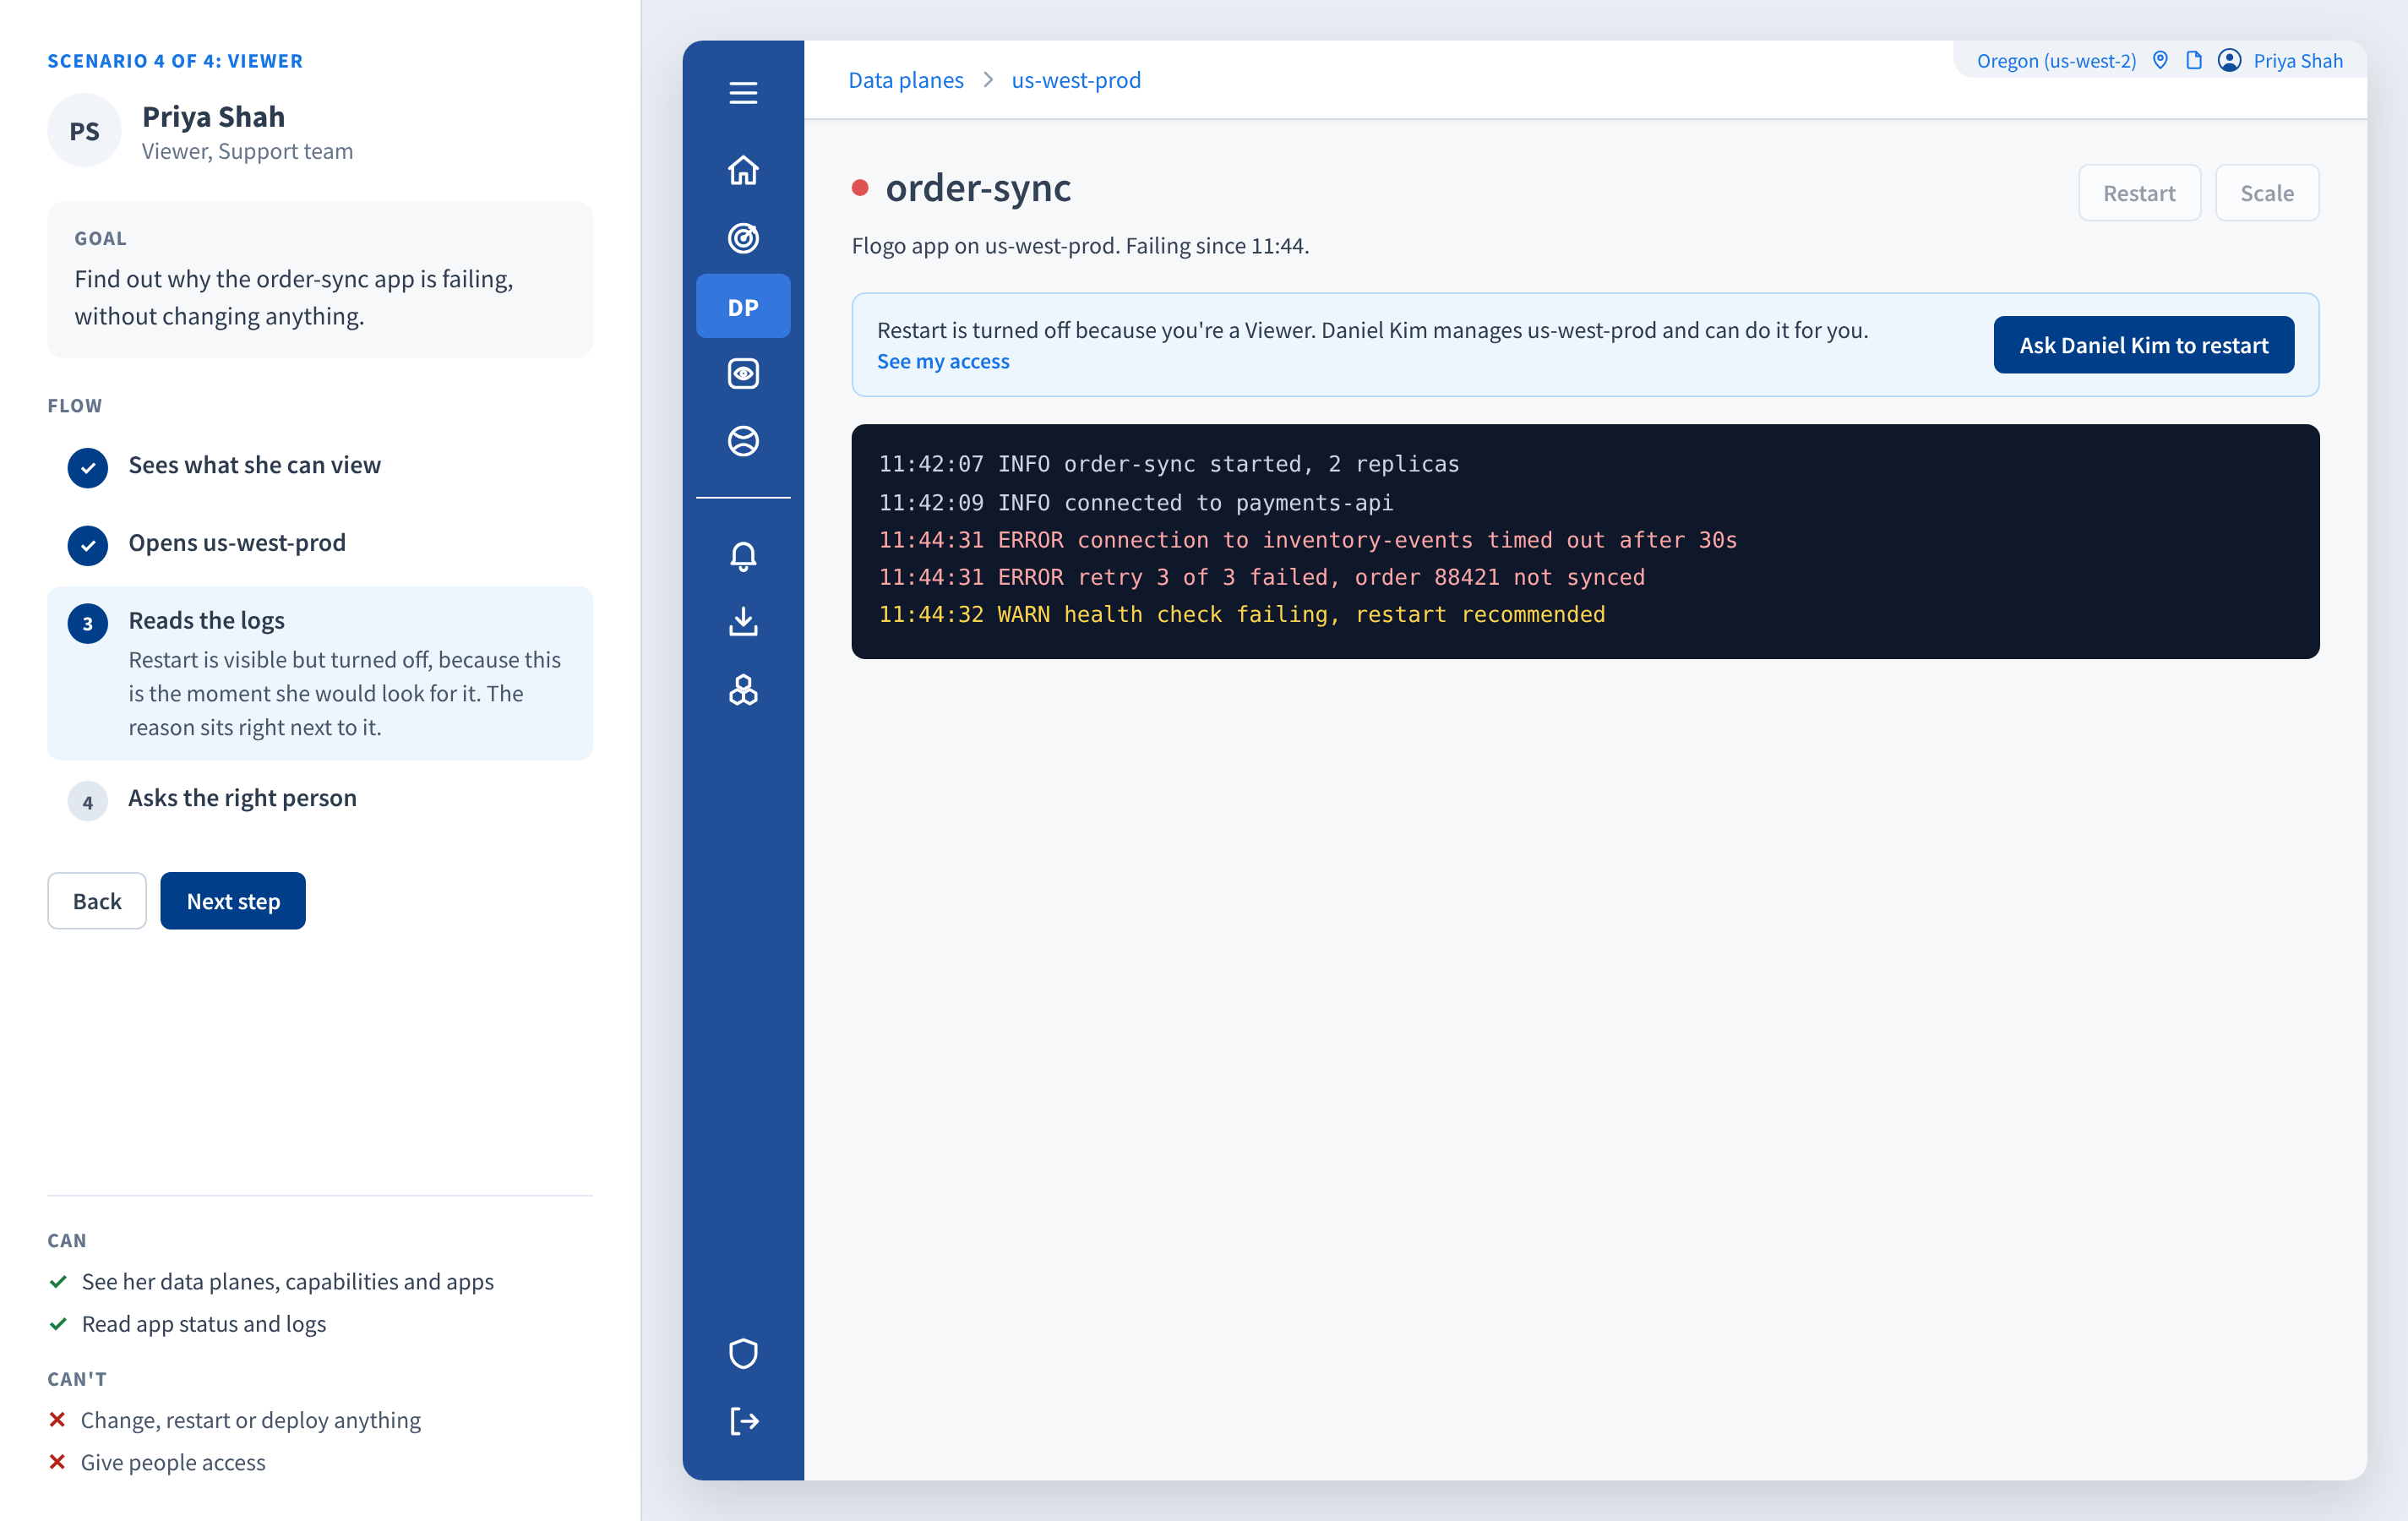 SCENARIO 4 OF 4: VIEWER
PS
Priya Shah
Viewer, Support team
GOAL
Find out why the order-sync app is failing,
without changing anything.
FLOW
Sees what she can view
Opens us-west-prod
3
Reads the logs
Restart is visible but turned off, because this
is the moment she would look for it. The
reason sits right next to it.
4
Asks the right person
Back
Next step
CAN
See her data planes, capabilities and apps
Read app status and logs
CAN'T
Change, restart or deploy anything
Give people access
DP
Data planes
us-west-prod
Oregon (us-west-2)
Priya Shah
order-sync
Restart
Scale
Flogo app on us-west-prod. Failing since 11:44.
Restart is turned off because you're a Viewer. Daniel Kim manages us-west-prod and can do it for you.
See my access
Ask Daniel Kim to restart
11:42:07 INFO order-sync started, 2 replicas
11:42:09 INFO connected to payments-api
11:44:31 ERROR connection to inventory-events timed out after 30s
11:44:31 ERROR retry 3 of 3 failed, order 88421 not synced
11:44:32 WARN health check failing, restart recommended